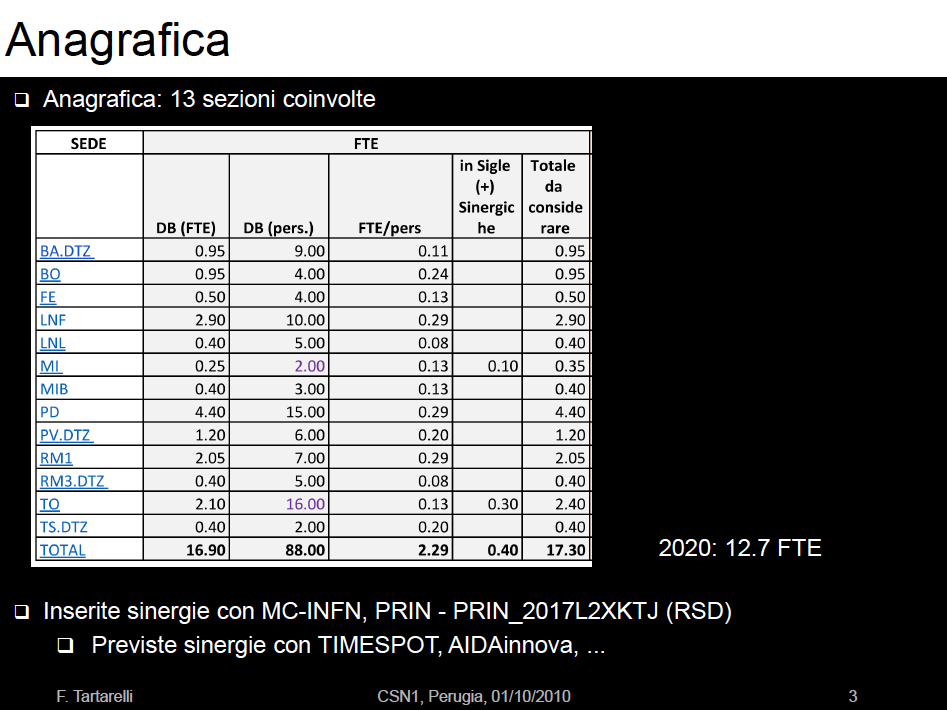 Anagrafica
❑ Anagrafica: 13 sezioni coinvolte
SEDE FTE
DB (FTE) DB (pers.) FTE/pers in Sigle (+) Sinergic he Totale da conside rare
BA.DTZ 0.95 9.00 0.11 0.95
BO 0.95 4.00 0.24 0.95
FE 0.50 4.00 0.13 0.50
LNF 2.90 10.00 0.29 2.90
LNL 0.40 5.00 0.08 0.40
MI 0.25 2.00 0.13 0.10 0.35
MIB 0.40 3.00 0.13 0.40
PD 4.40 15.00 0.29 4.40
PV.DTZ 1.20 6.00 0.20 1.20
RM1 2.05 7.00 0.29 2.05
RM3.DTZ 0.40 5.00 0.08 0.40
TO 2.10 16.00 0.13 0.30 2.40
TS.DTZ 0.40 2.00 0.20 0.40
TOTAL 16.90 88.00 2.29 0.40 17.30
2020: 12.7 FTE
❑ Inserite sinergie con MC-INFN, PRIN - PRIN_2017L2XKTJ (RSD)
❑ Previste sinergie con TIMESPOT, AIDAinnova, ...
F. Tartarelli CSN1, Perugia, 01/10/2010 3